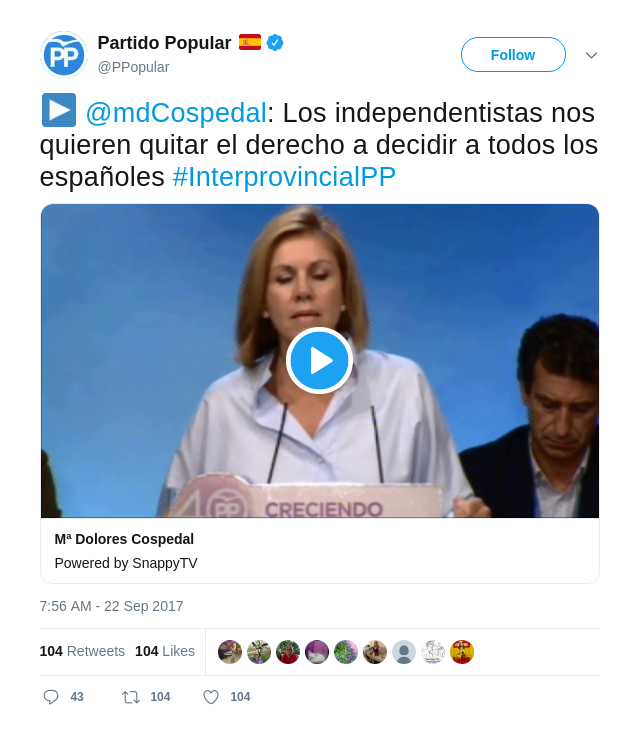 PP
Partido Popular
@PPopular
Follow
@mdCospedal: Los independentistas nos
quieren quitar el derecho a decidir a todos los
españoles #InterprovincialPP
40 PP CRECIENDO
Mª Dolores Cospedal
Powered by SnappyTV
7:56 AM - 22 Sep 2017
104 Retweets 104 Likes
43 104 104